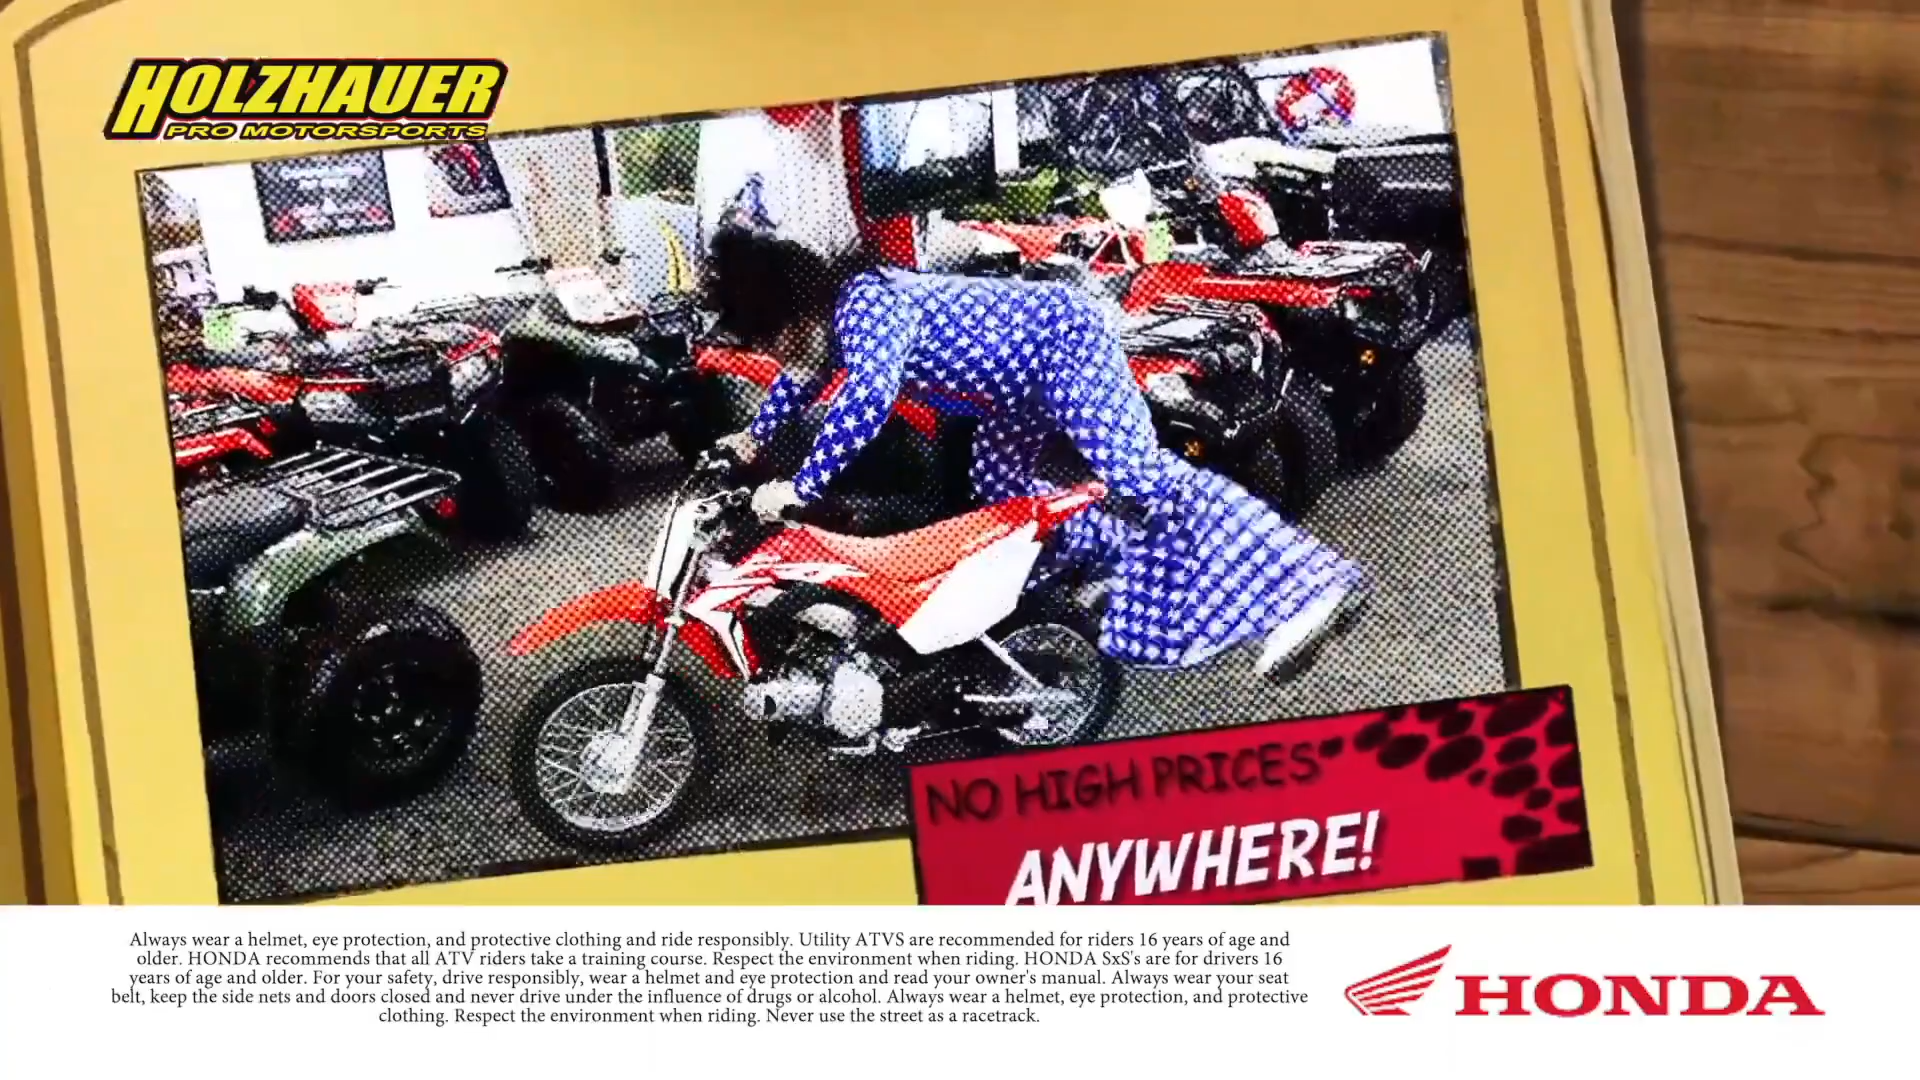 HOLZHAUER
PRO MOTORSPORTS
NO HIGH PRICES
ANYWHERE!
Always wear a helmet, eye protection, and protective clothing and ride responsibly. Utility ATVS are recommended for riders 16 years of age and
older. HONDA recommends that all ATV riders take a training course. Respect the environment when riding. HONDA SxS's are for drivers 16
years of age and older. For your safety, drive responsibly, wear a helmet and eye protection and read your owner's manual. Always wear your seat
belt, keep the side nets and doors closed and never drive under the influence of drugs or alcohol. Always wear a helmet, eye protection, and protective
clothing. Respect the environment when riding. Never use the street as a racetrack.
HONDA